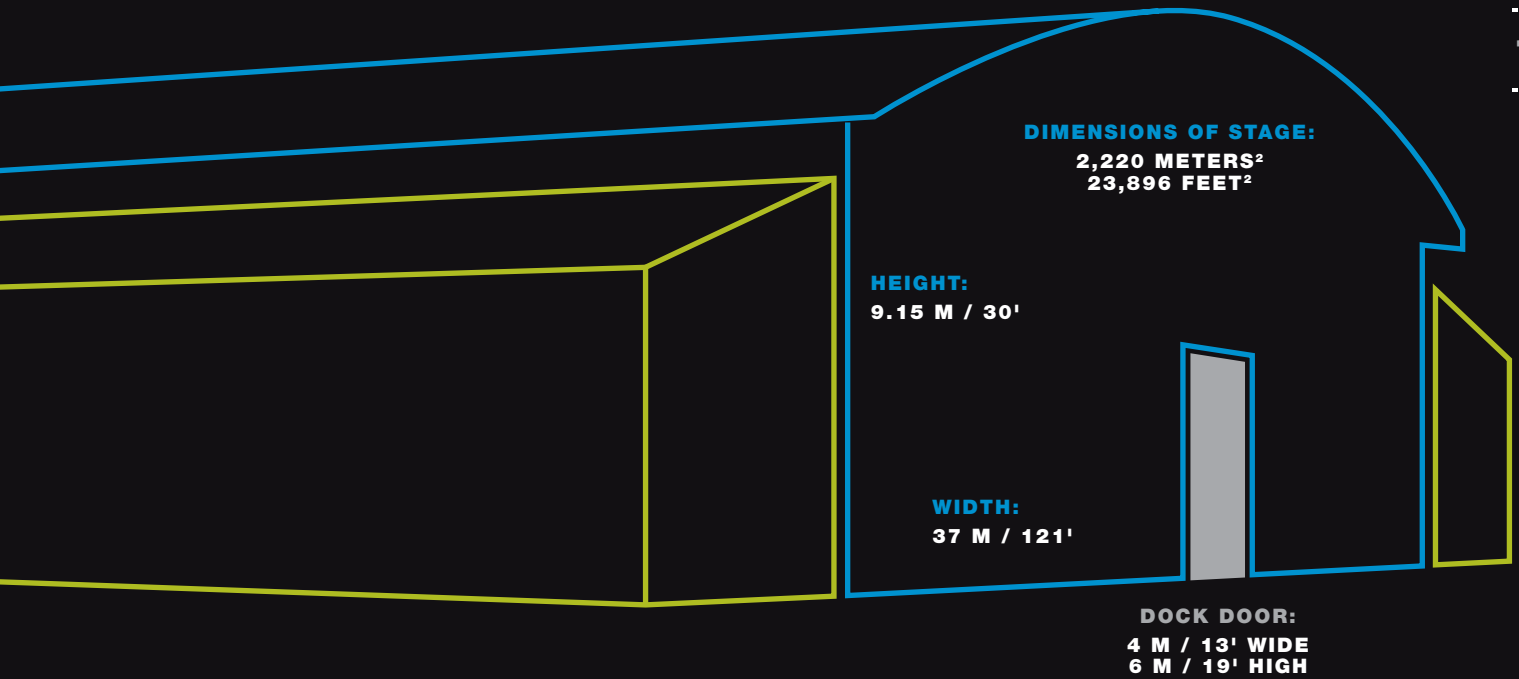 DIMENSIONS OF STAGE:
2,220 METERS²
23,896 FEET²
HEIGHT:
9.15 M / 30'
WIDTH:
37 M / 121'
DOCK DOOR:
4 M / 13' WIDE
6 M / 19' HIGH